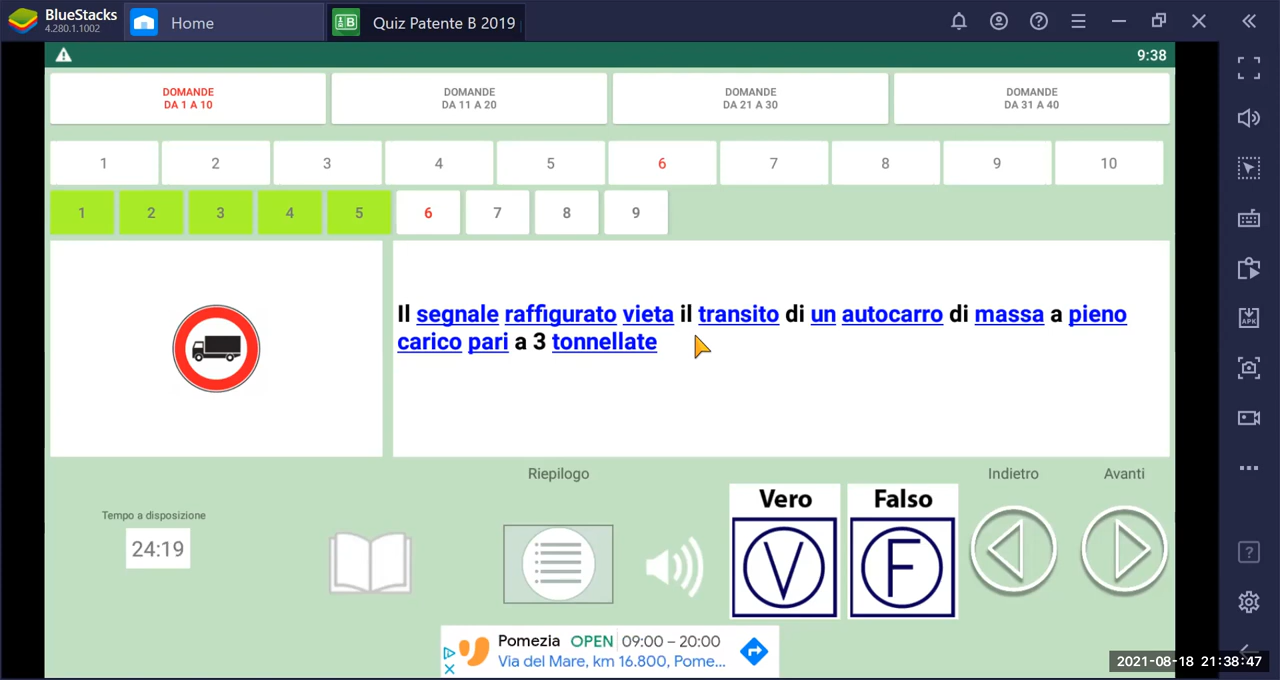 BlueStacks
4.280.1.1002
Home
Quiz Patente B 2019
9:38
DOMANDE
DA 1 A 10
DOMANDE
DA 11 A 20
DOMANDE
DA 21 A 30
DOMANDE
DA 31 A 40
1 2 3 4 5 6 7 8 9 10
1 2 3 4 5 6 7 8 9
Il segnale raffigurato vieta il transito di un autocarro di massa a pieno
carico pari a 3 tonnellate
Riepilogo
Indietro
Avanti
Tempo a disposizione
24:19
Vero
V
Falso
F
Pomezia OPEN 09:00 – 20:00
Via del Mare, km 16.800, Pome...
2021-08-18 21:38:47